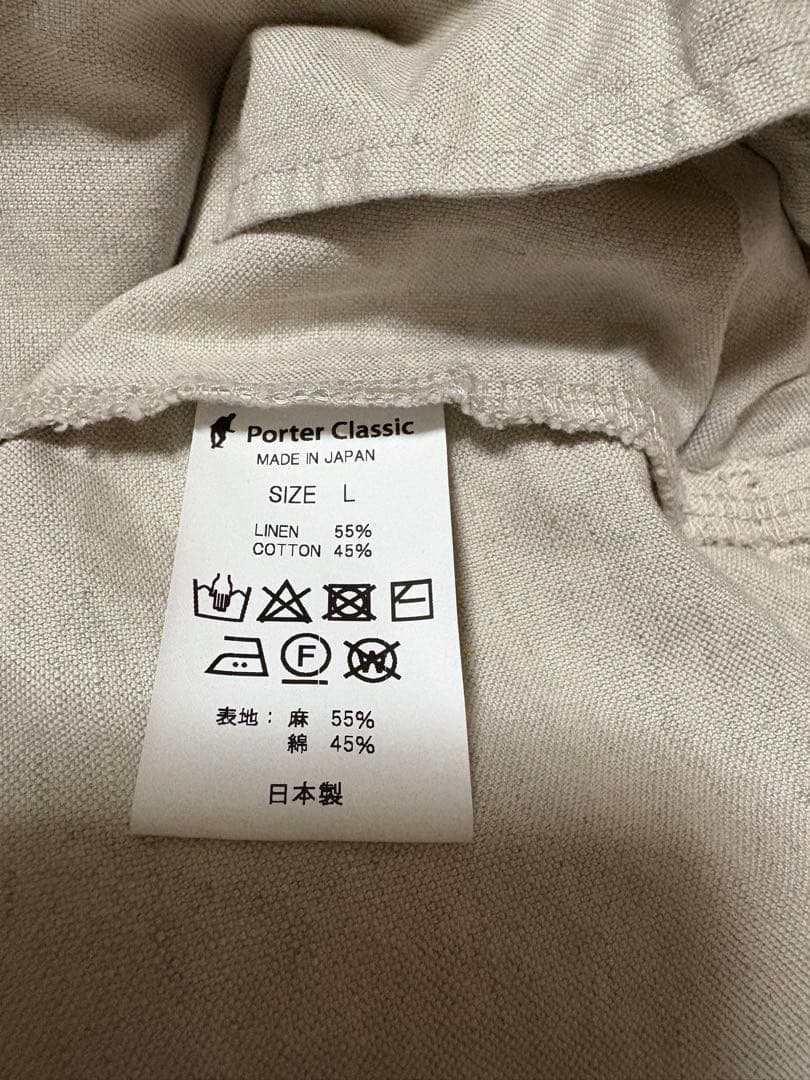 Porter Classic
MADE IN JAPAN
SIZE L
LINEN 55%
COTTON 45%
F W
表地：麻 55%
綿 45%
日本製